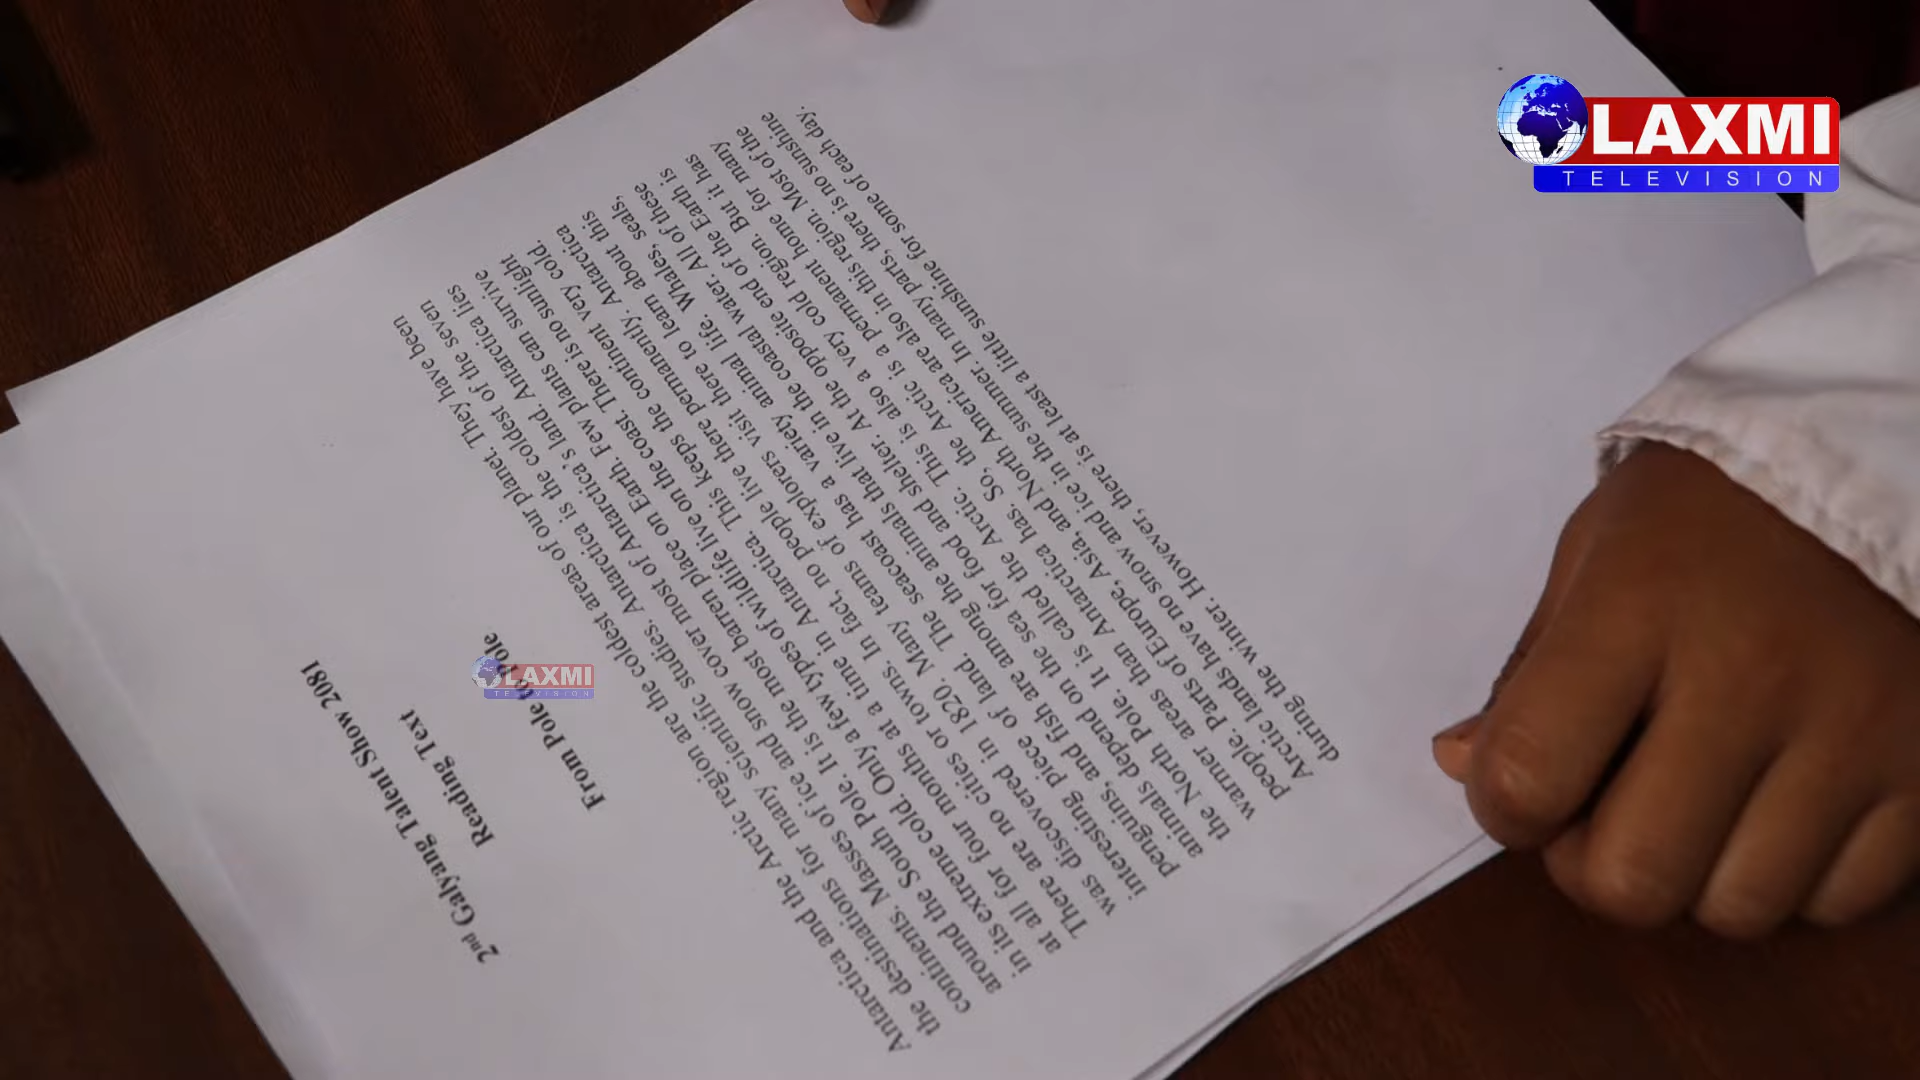 LAXMI
TELEVISION
2nd Galyang Talent Show 2081
Reading Text
From Pole to Pole
LAXMI
TELEVISION
Antarctica and the Arctic region are the coldest areas of our planet. They have been
the destinations for many scientific studies. Antarctica is the coldest of the seven
continents. Masses of ice and snow cover most of Antarctica's land. Antarctica lies
around the South Pole. It is the most barren place on Earth. Few plants can survive
in its extreme cold. Only a few types of wildlife live on the coast. There is no sunlight
at all for four months at a time in Antarctica. This keeps the continent very cold.
There are no cities or towns. In fact, no people live there permanently. Antarctica
was discovered in 1820. Many teams of explorers visit there to learn about this
interesting piece of land. The seacoast has a variety animal life. Whales, seals,
penguins, and fish are among the animals that live in the coastal water. All of these
animals depend on the sea for food and shelter. At the opposite end of the Earth is
the North Pole. It is called the Arctic. This is also a very cold region. But it has
warmer areas than Antarctica has. So, the Arctic is a permanent home for many
people. Parts of Europe, Asia, and North America are also in this region. Most of the
Arctic lands have no snow and ice in the summer. In many parts, there is no sunshine
during the winter. However, there is at least a little sunshine for some of each day.